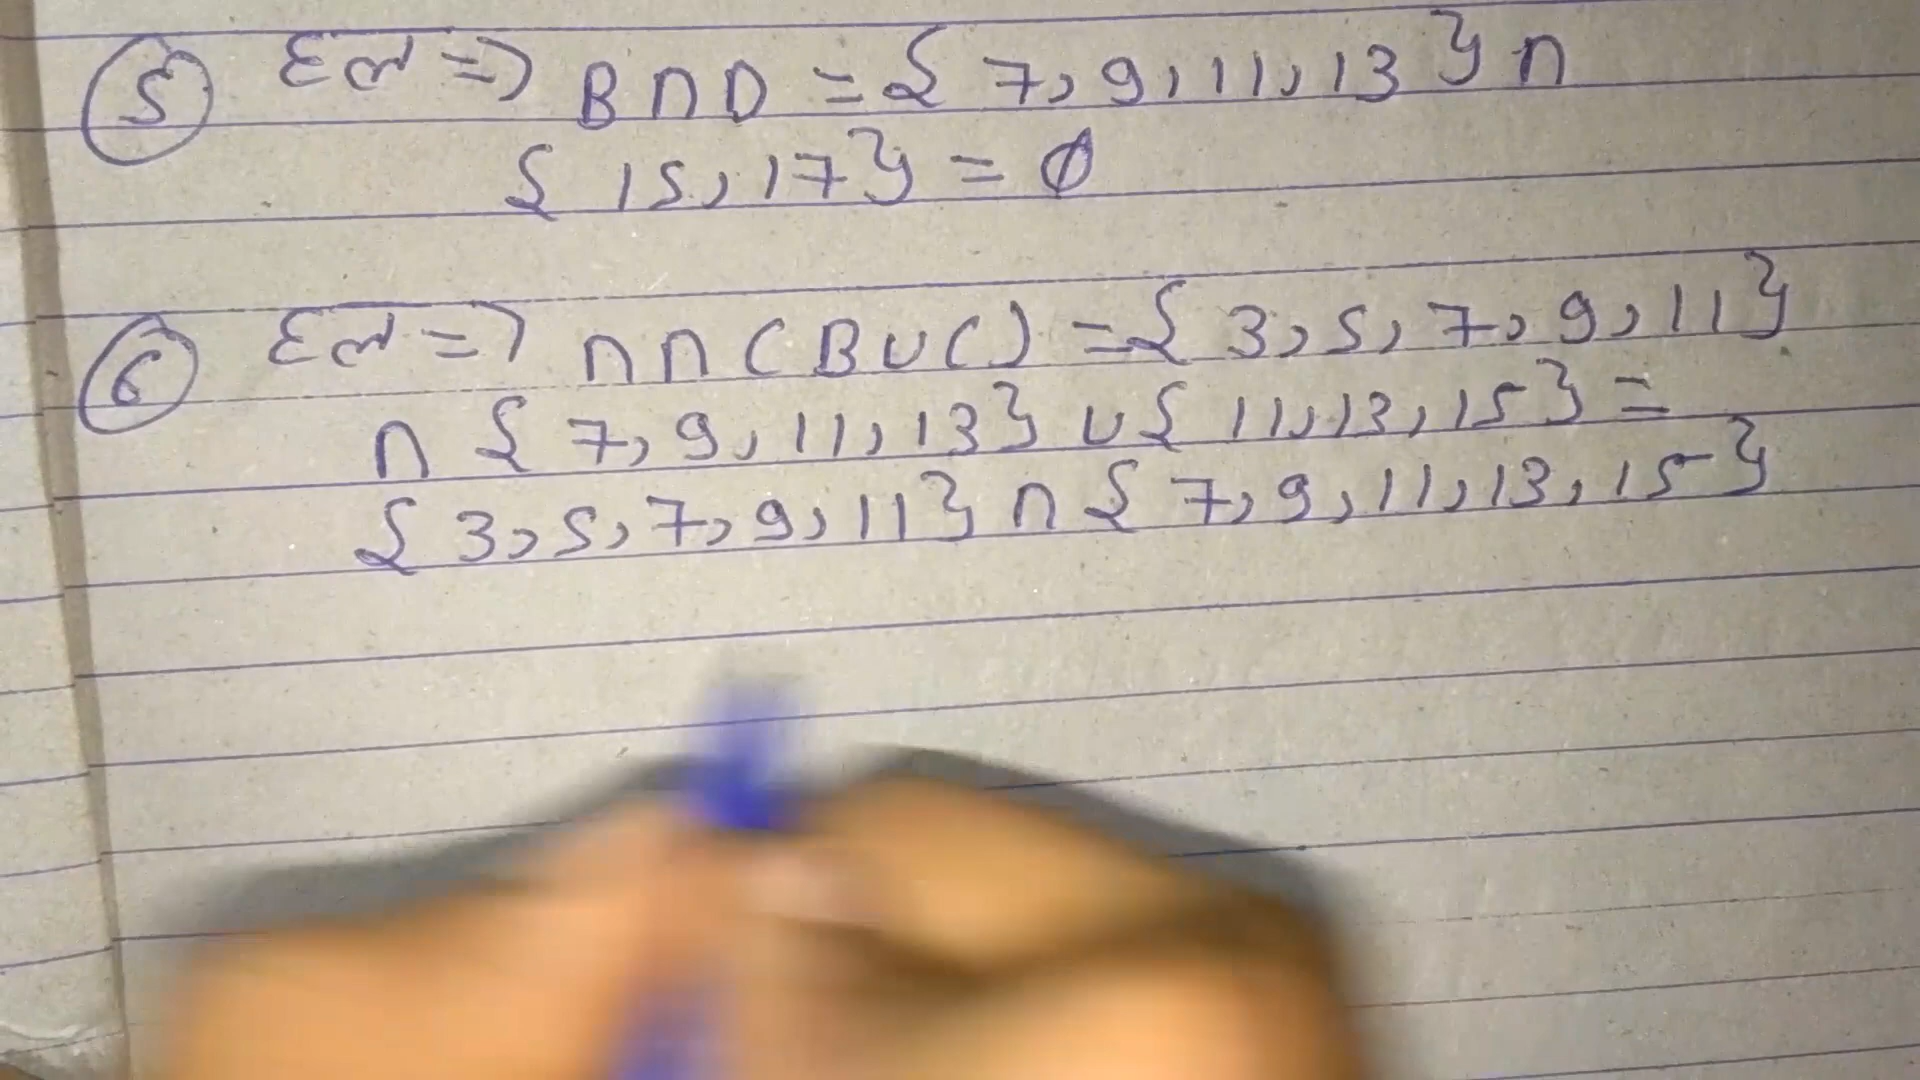 5 हल => B∩D = { 7, 9, 11, 13 } ∩
{ 15, 17 } = ϕ
6 हल => ∩∩(B∪C) = { 3, 5, 7, 9, 11 }
∩ { 7, 9, 11, 13 } ∪ { 11, 13, 15 } =
{ 3, 5, 7, 9, 11 } ∩ { 7, 9, 11, 13, 15 }